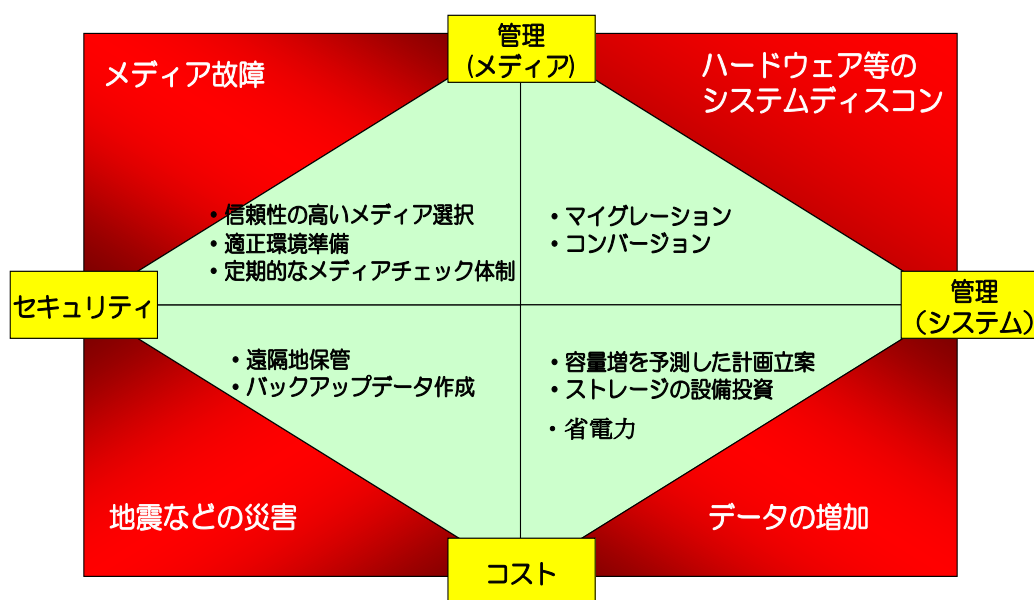 管理
(メディア)
メディア故障
ハードウェア等の
システムディスコン
・信頼性の高いメディア選択
・適正環境準備
・定期的なメディアチェック体制
・マイグレーション
・コンバージョン
セキュリティ
管理
（システム）
・遠隔地保管
・バックアップデータ作成
・容量増を予測した計画立案
・ストレージの設備投資
・省電力
地震などの災害
データの増加
コスト